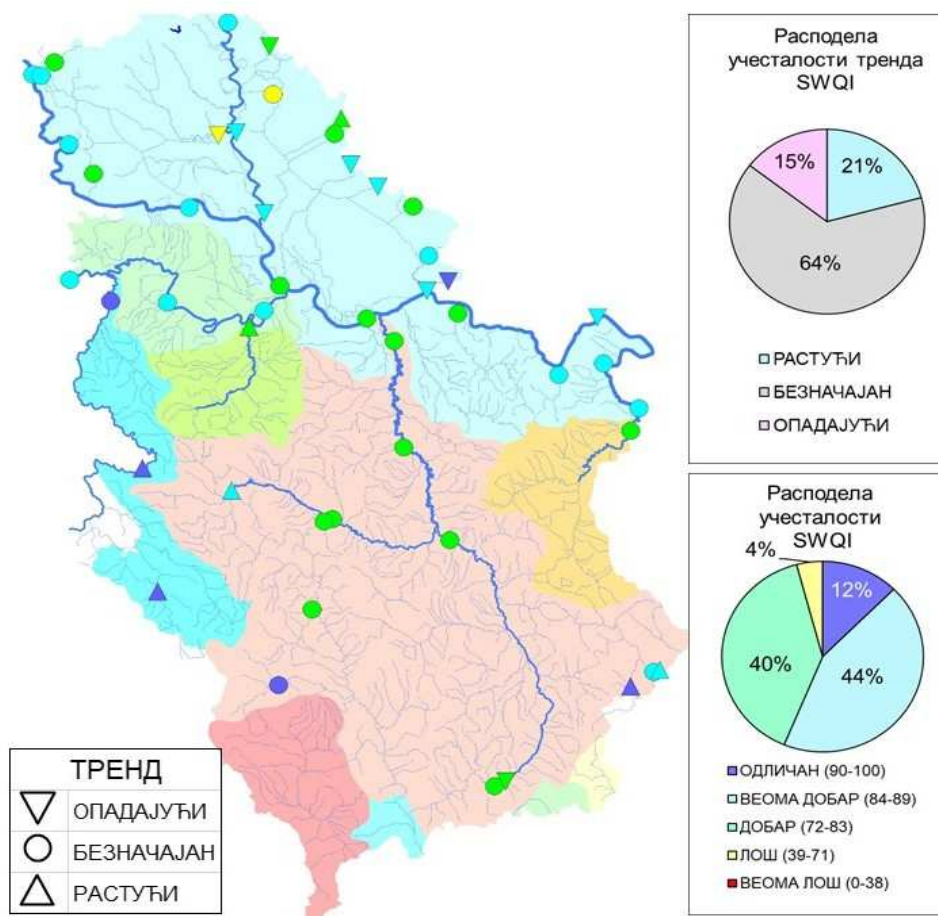 Расподела
учесталости тренда
SWQI
15%
21%
64%
РАСТУЋИ
БЕЗНАЧАЈАН
ОПАДАЈУЋИ
Расподела
учесталости
SWQI
4%
12%
40%
44%
ОДЛИЧАН (90-100)
ВЕОМА ДОБАР (84-89)
ДОБАР (72-83)
ЛОШ (39-71)
ВЕОМА ЛОШ (0-38)
ТРЕНД
ОПАДАЈУЋИ
БЕЗНАЧАЈАН
РАСТУЋИ